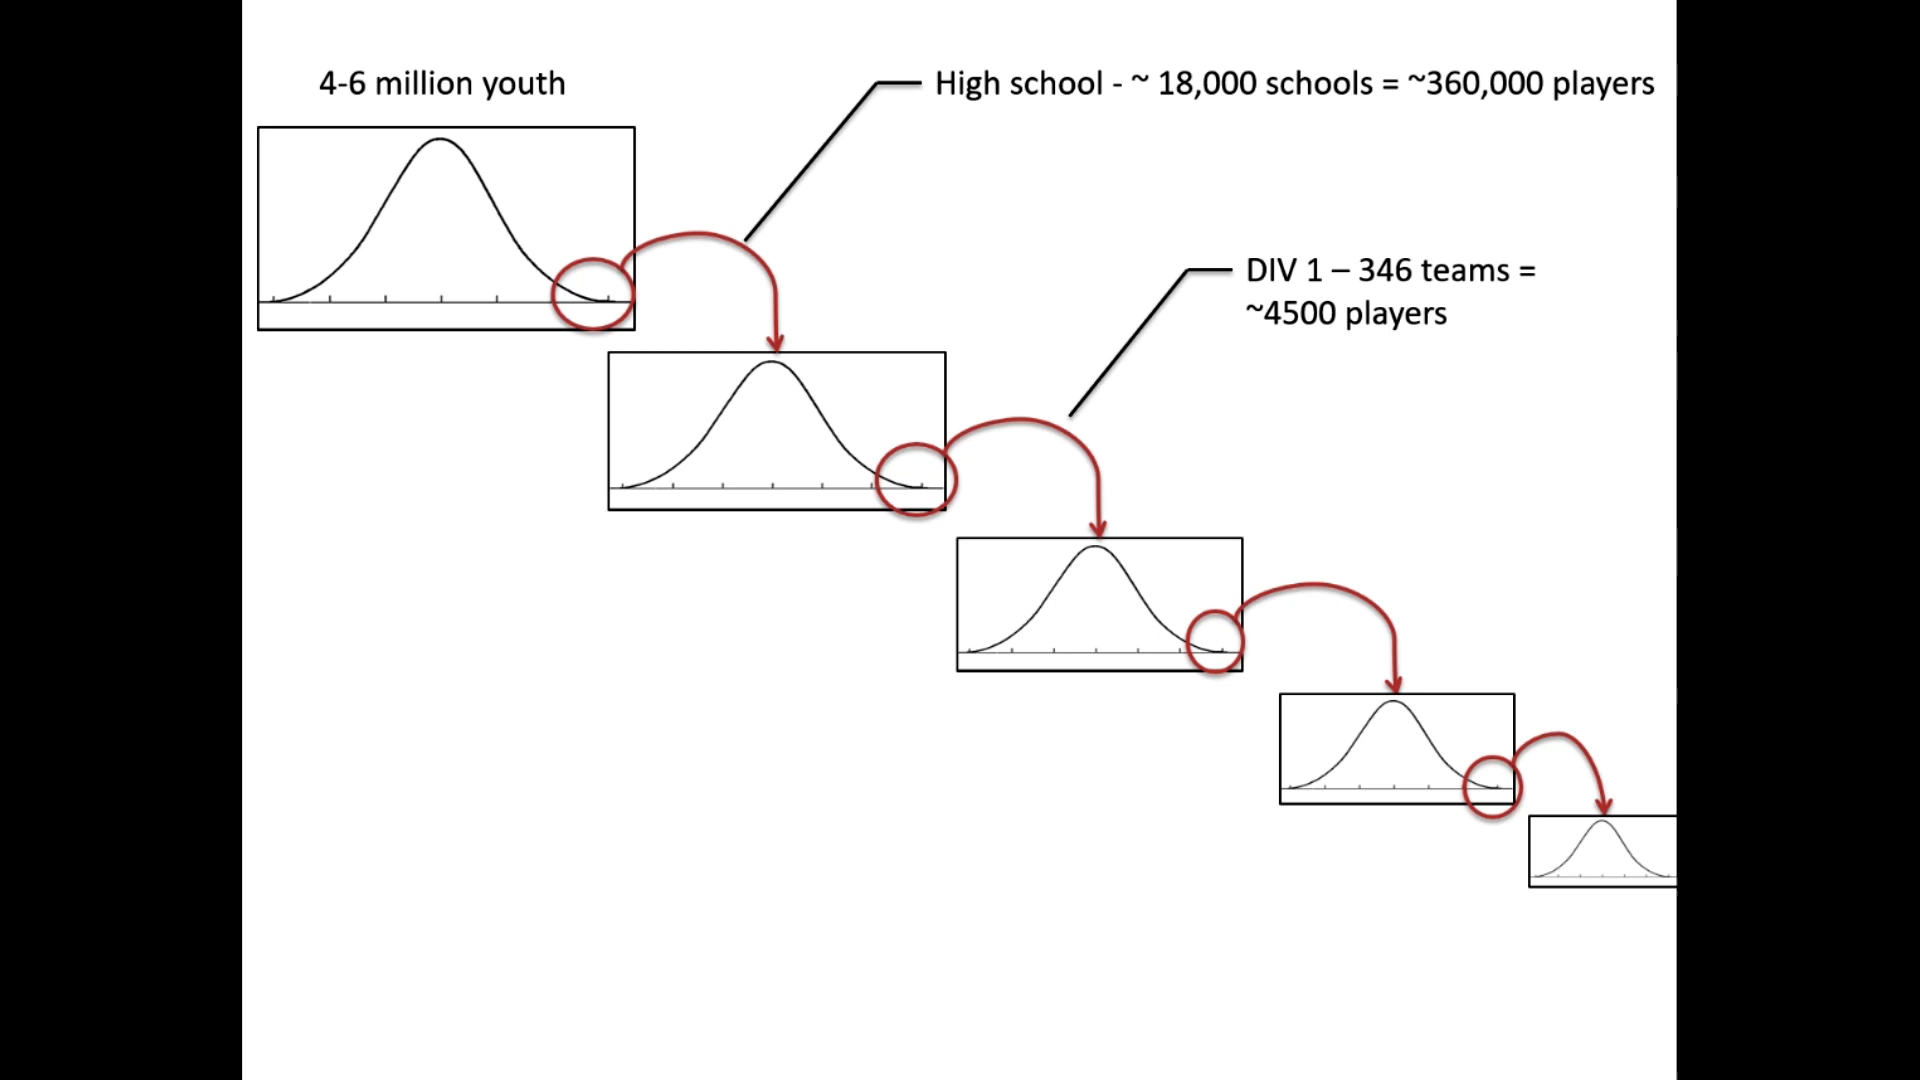 4-6 million youth
High school - ~ 18,000 schools = ~360,000 players
DIV 1 – 346 teams =
~4500 players